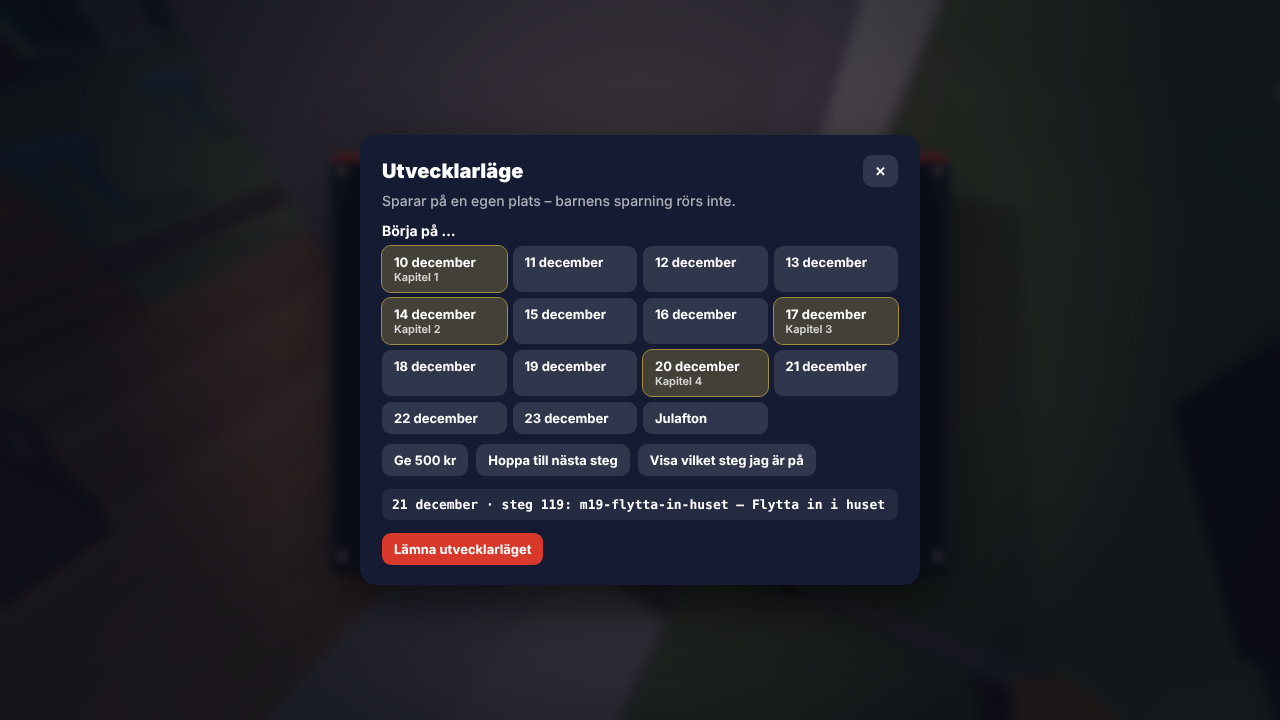 Utvecklarläge
×
Sparar på en egen plats – barnens sparning rörs inte.
Börja på ...
10 december
Kapitel 1
11 december
12 december
13 december
14 december
Kapitel 2
15 december
16 december
17 december
Kapitel 3
18 december
19 december
20 december
Kapitel 4
21 december
22 december
23 december
Julafton
Ge 500 kr
Hoppa till nästa steg
Visa vilket steg jag är på
21 december · steg 119: m19-flytta-in-huset — Flytta in i huset
Lämna utvecklarläget